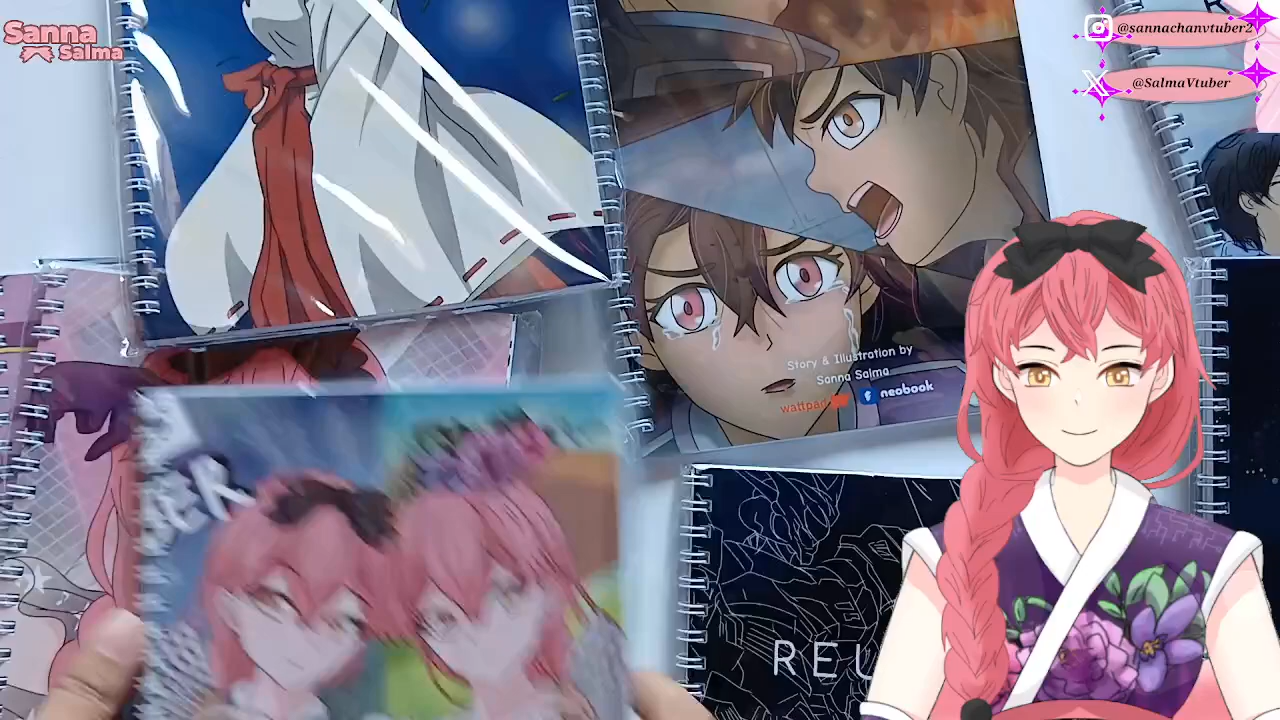 Sanna
Salma
@sannachanvtuber2
@SalmaVtuber
Story & Illustration by
Sanna Salma
wattpad
neobook
REU